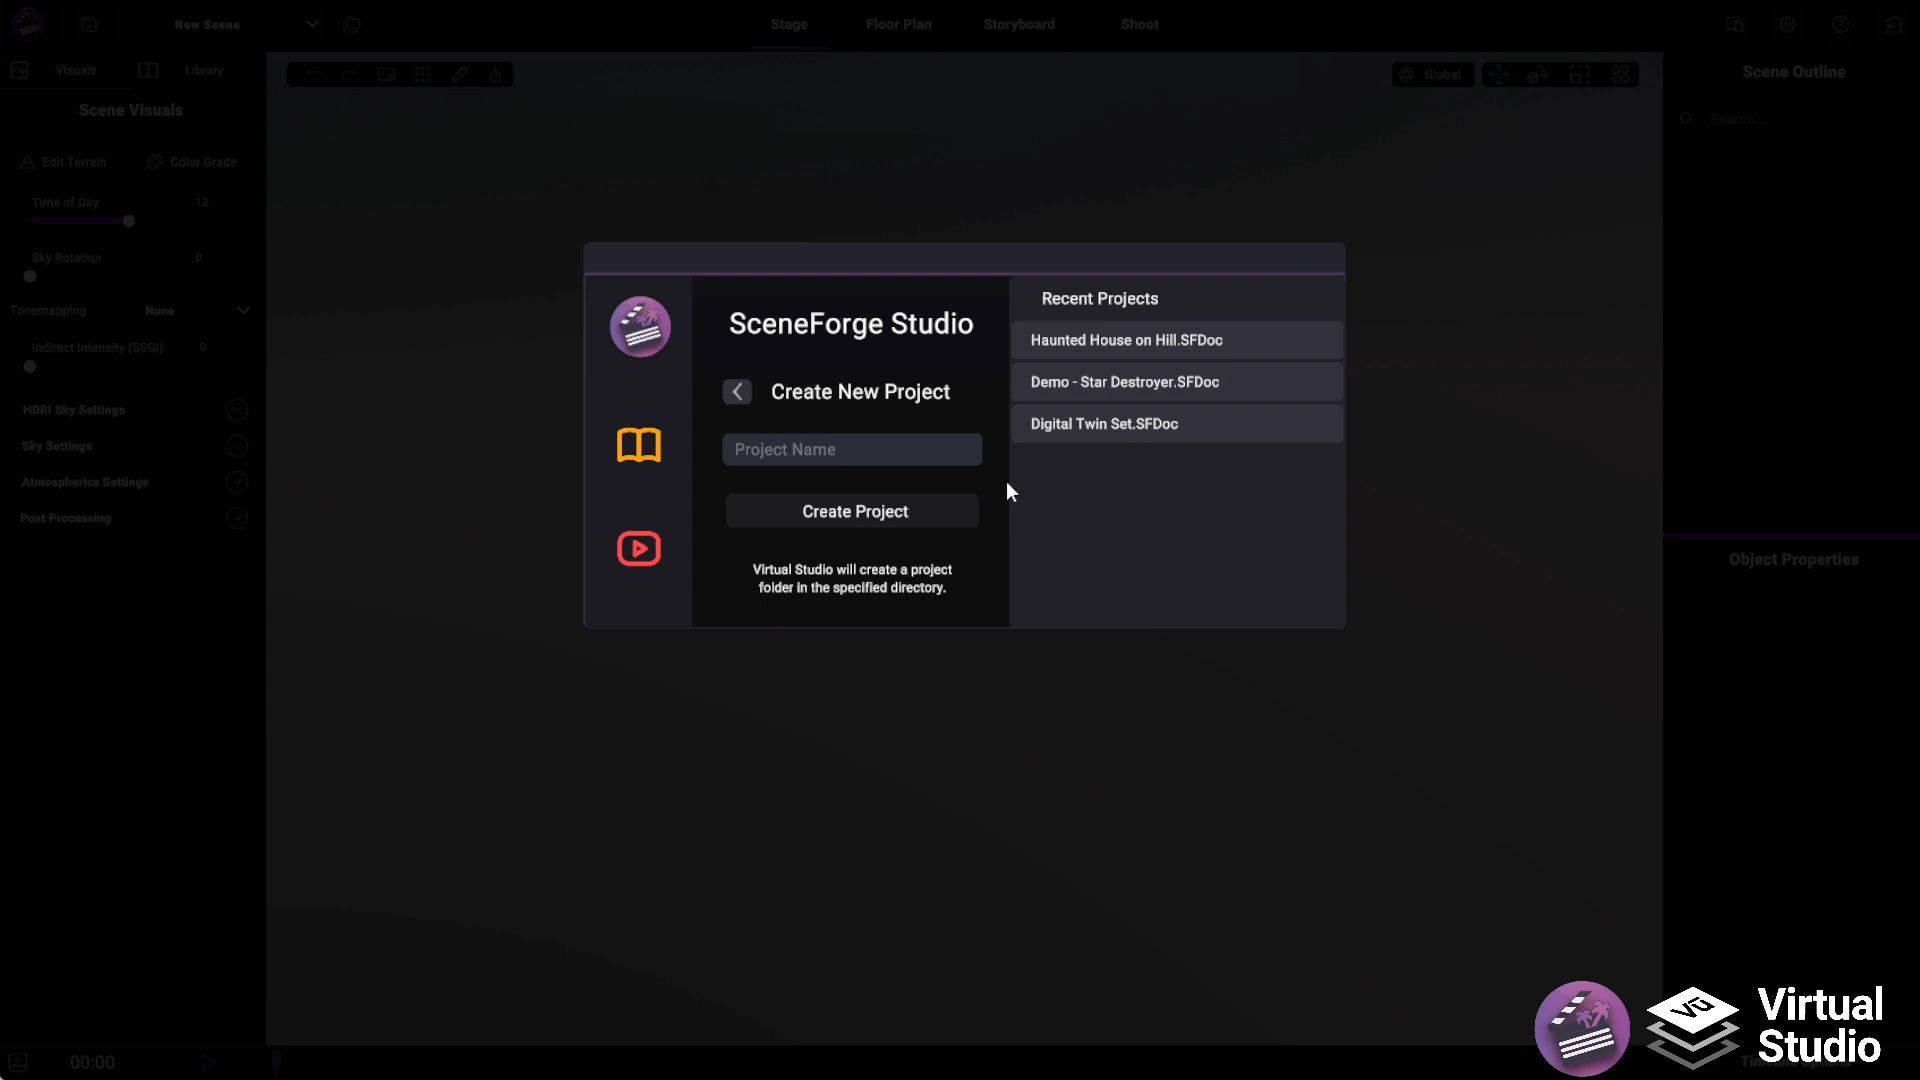 New Scene
Stage
Floor Plan
Storyboard
Shoot
Visuals
Library
Scene Visuals
Edit Terrain
Color Grade
Time of Day
12
Sky Rotation
0
Tonemapping
None
Indirect Intensity (SSGI)
0
HDRI Sky Settings
Sky Settings
Atmospherics Settings
Post Processing
Global
Scene Outline
Search...
Object Properties
SceneForge Studio
Create New Project
Project Name
Create Project
Virtual Studio will create a project
folder in the specified directory.
Recent Projects
Haunted House on Hill.SFDoc
Demo - Star Destroyer.SFDoc
Digital Twin Set.SFDoc
00:00
Timeline Options
Virtual
Studio